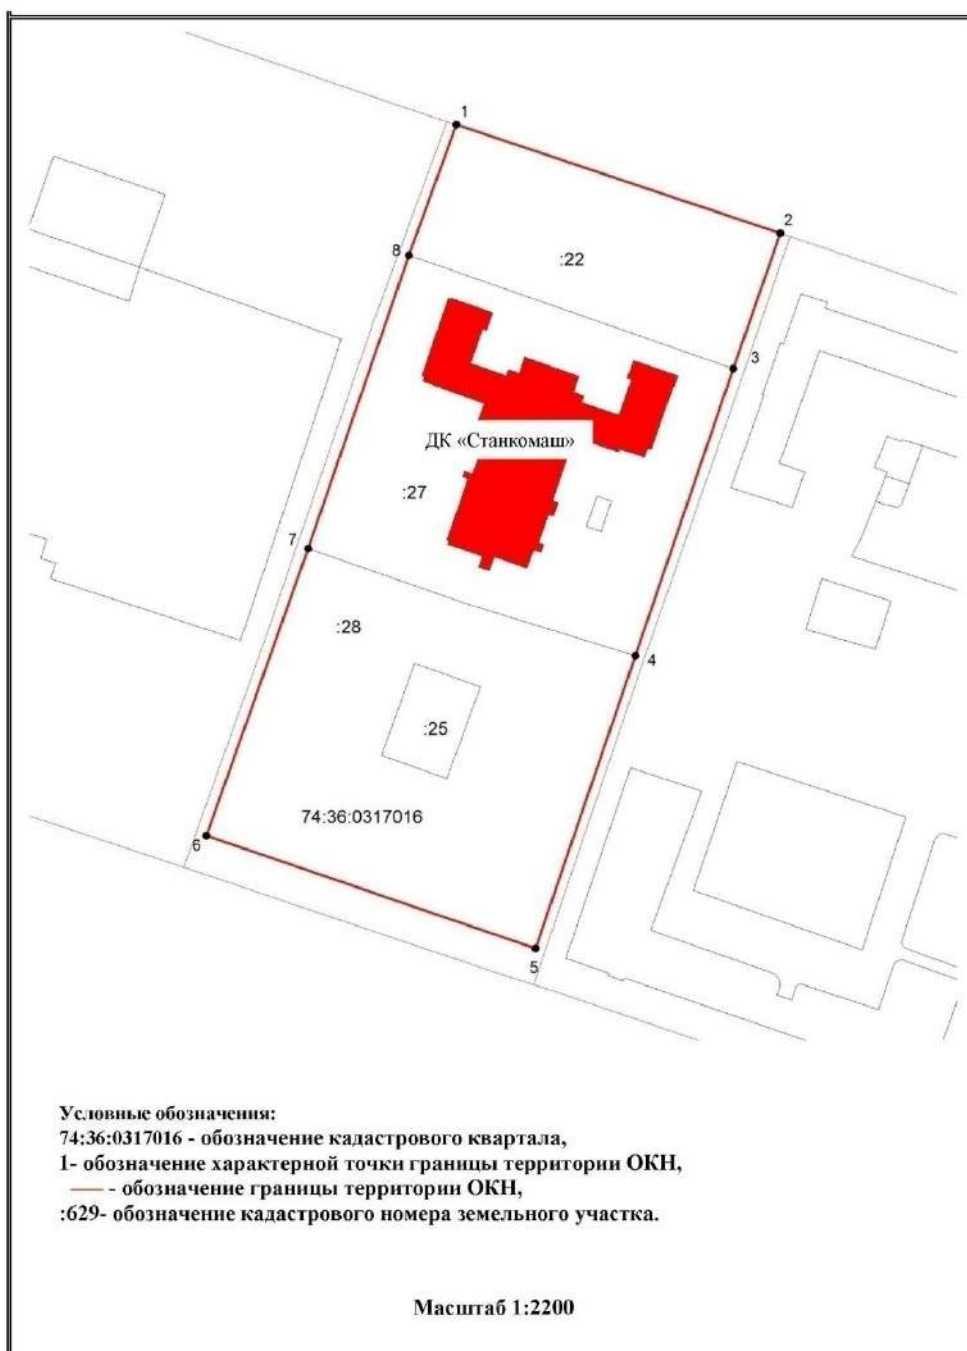 1
2
8
:22
3
ДК «Станкомаш»
:27
7
:28
4
:25
74:36:0317016
6
5
Условные обозначения:
74:36:0317016 - обозначение кадастрового квартала,
1- обозначение характерной точки границы территории ОКН,
- обозначение границы территории ОКН,
:629- обозначение кадастрового номера земельного участка.
Масштаб 1:2200